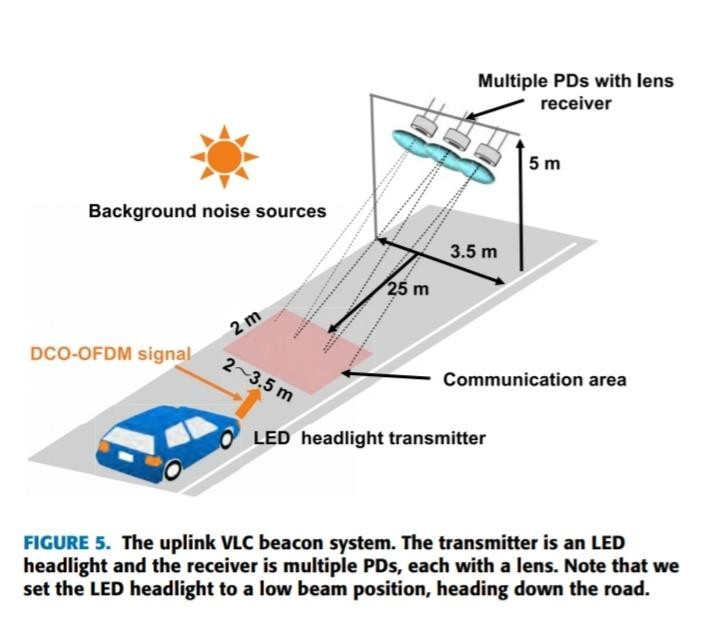 Multiple PDs with lens
receiver
5 m
Background noise sources
3.5 m
25 m
2 m
DCO-OFDM signal
2~3.5 m
Communication area
LED headlight transmitter
FIGURE 5. The uplink VLC beacon system. The transmitter is an LED
headlight and the receiver is multiple PDs, each with a lens. Note that we
set the LED headlight to a low beam position, heading down the road.